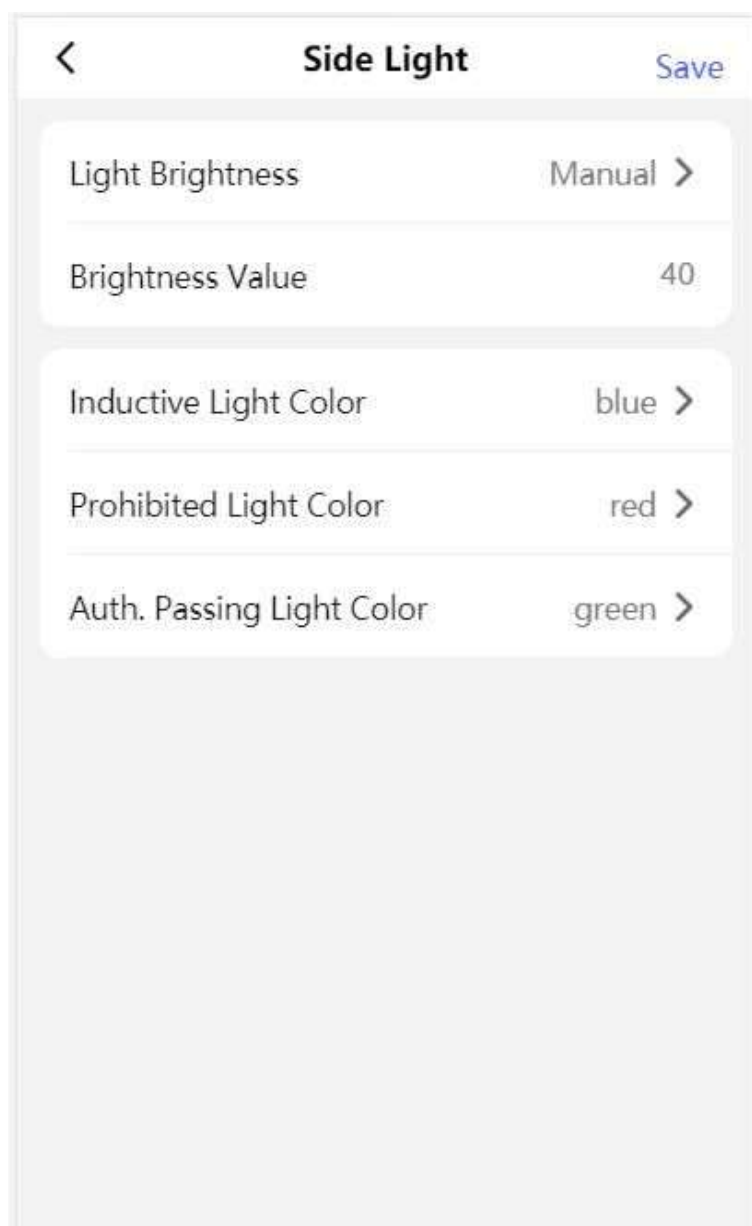 Side Light
Save
Light Brightness Manual
Brightness Value 40
Inductive Light Color blue
Prohibited Light Color red
Auth. Passing Light Color green